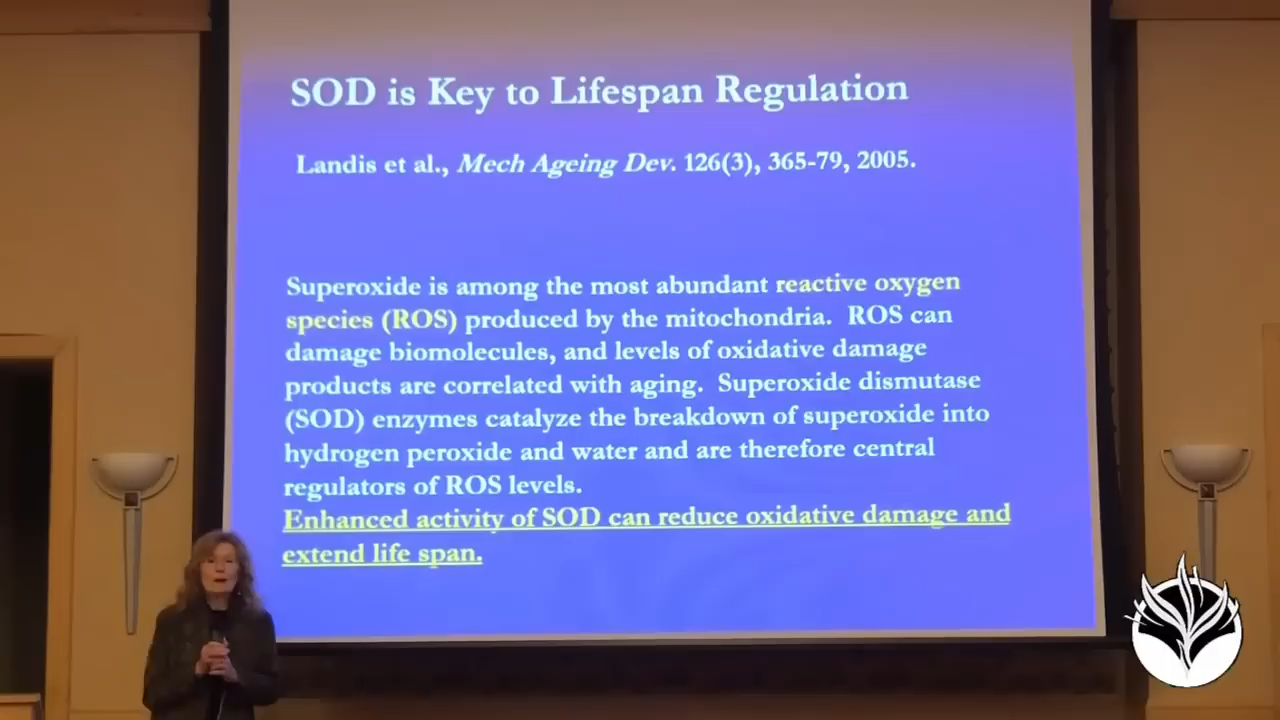 SOD is Key to Lifespan Regulation
Landis et al., Mech Ageing Dev. 126(3), 365-79, 2005.
Superoxide is among the most abundant reactive oxygen
species (ROS) produced by the mitochondria. ROS can
damage biomolecules, and levels of oxidative damage
products are correlated with aging. Superoxide dismutase
(SOD) enzymes catalyze the breakdown of superoxide into
hydrogen peroxide and water and are therefore central
regulators of ROS levels.
Enhanced activity of SOD can reduce oxidative damage and
extend life span.